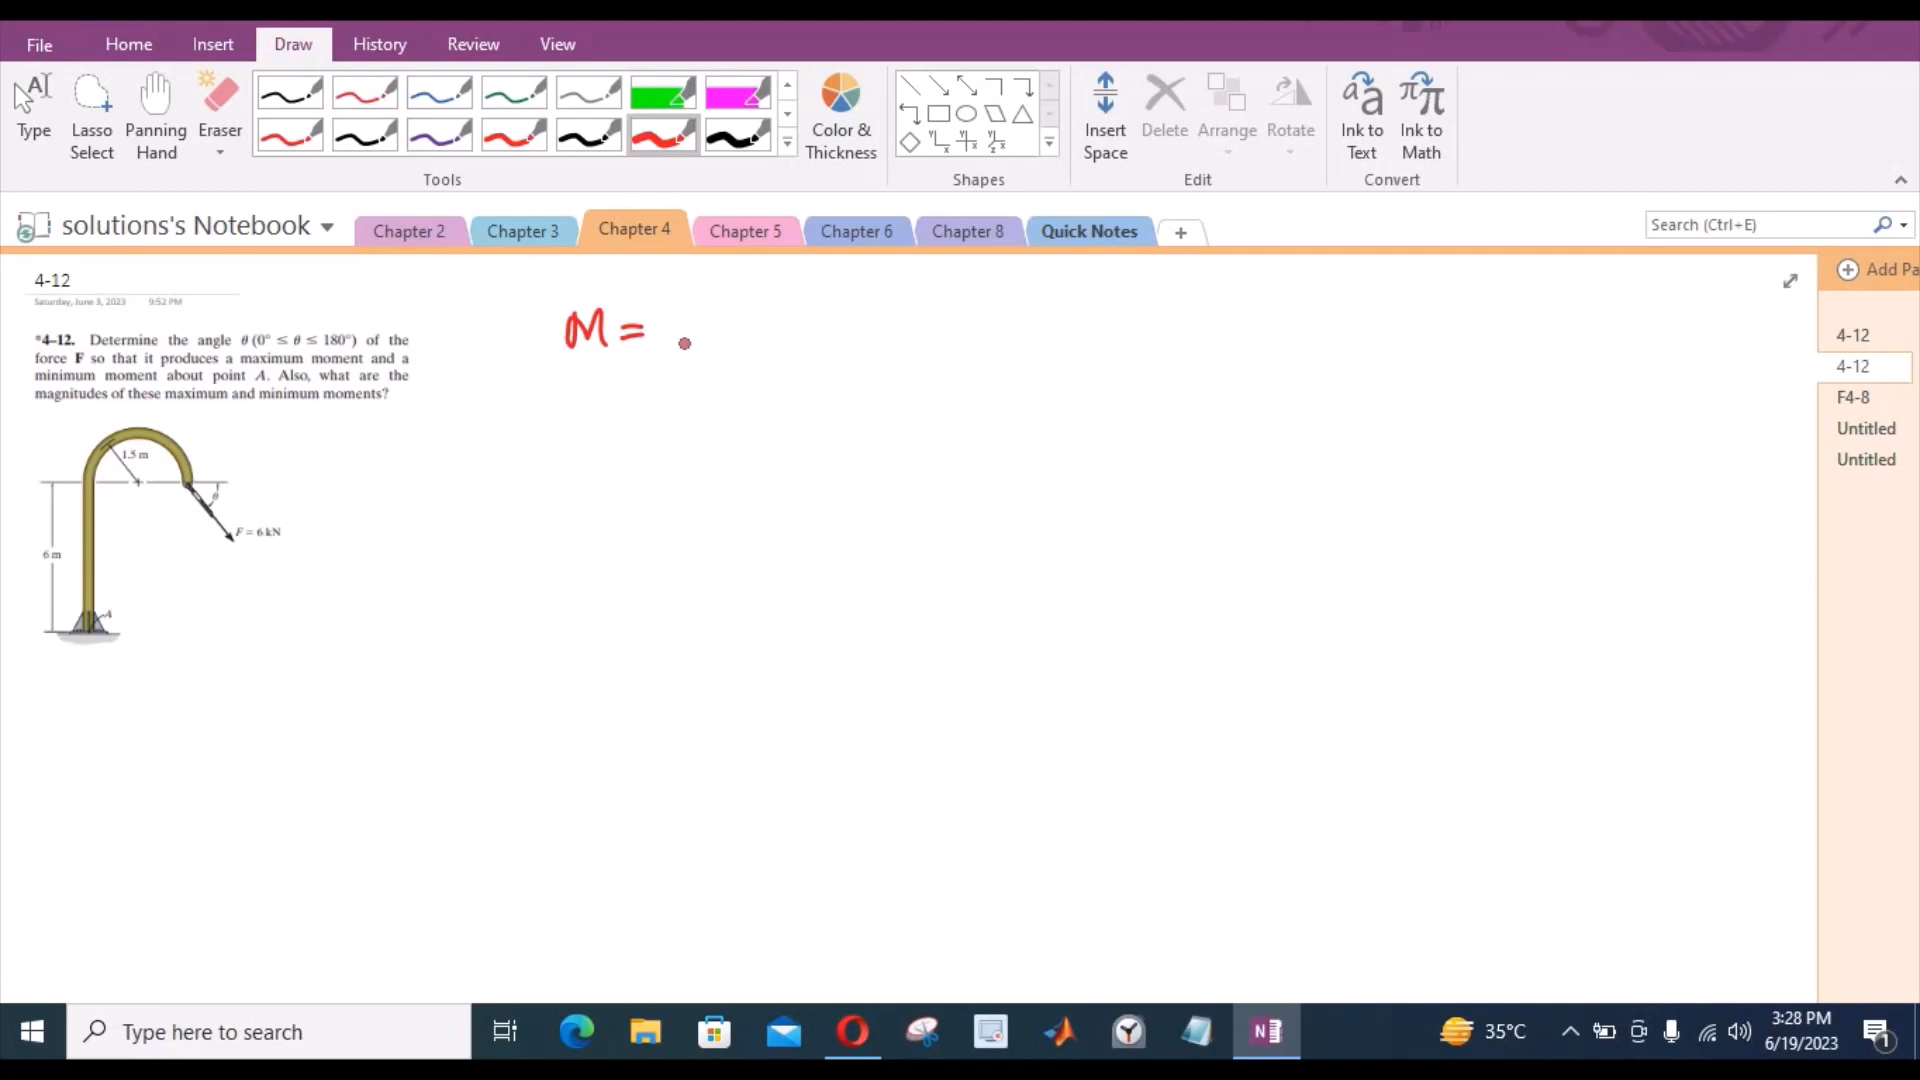 File Home Insert Draw History Review View
Type
Lasso Select
Panning Hand
Eraser
Color & Thickness
Insert Space
Delete
Arrange
Rotate
Ink to Text
Ink to Math
Tools
Shapes
Edit
Convert
solutions's Notebook
Chapter 2
Chapter 3
Chapter 4
Chapter 5
Chapter 6
Chapter 8
Quick Notes
Search (Ctrl+E)
Add Pa
4-12
Saturday, June 3, 2023 9:52 PM
*4–12. Determine the angle θ (0° ≤ θ ≤ 180°) of the
force F so that it produces a maximum moment and a
minimum moment about point A. Also, what are the
magnitudes of these maximum and minimum moments?
M =
1.5 m
θ
F = 6 kN
6 m
A
4-12
4-12
F4-8
Untitled
Untitled
Type here to search
35°C
3:28 PM
6/19/2023
1